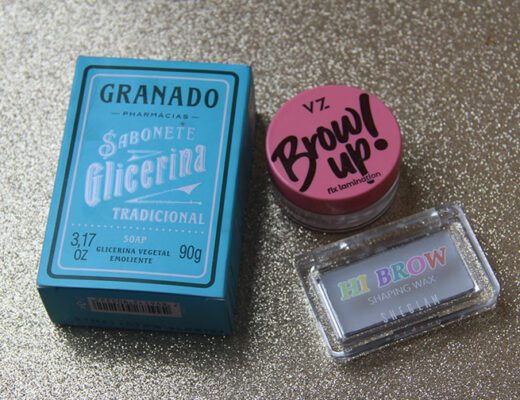 GRANADO
PHARMÁCIAS
SABONETE
Glicerina
TRADICIONAL
3,17
OZ
SOAP
GLICERINA VEGETAL
EMOLIENTE
90g
VZ
Brow
up!
fix lamination
HI BROW
SHAPING WAX
SHEGLAM